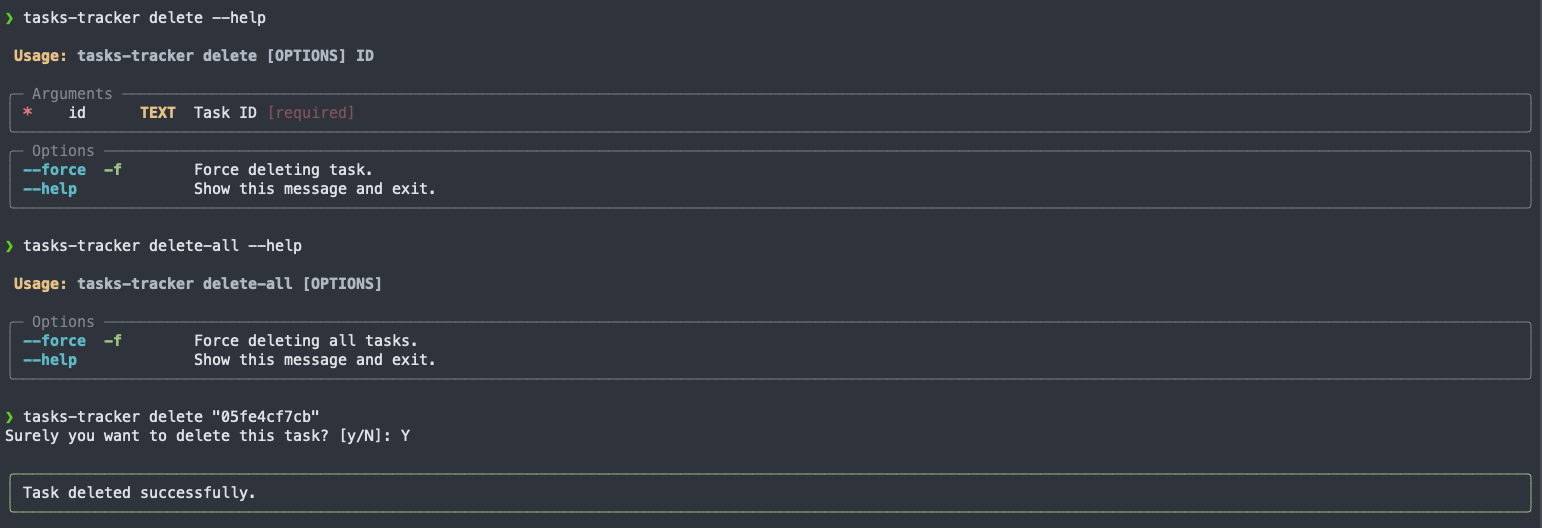 ❯ tasks-tracker delete --help
Usage: tasks-tracker delete [OPTIONS] ID
Arguments
* id TEXT Task ID [required]
Options
--force -f Force deleting task.
--help Show this message and exit.
❯ tasks-tracker delete-all --help
Usage: tasks-tracker delete-all [OPTIONS]
Options
--force -f Force deleting all tasks.
--help Show this message and exit.
❯ tasks-tracker delete "05fe4cf7cb"
Surely you want to delete this task? [y/N]: Y
Task deleted successfully.